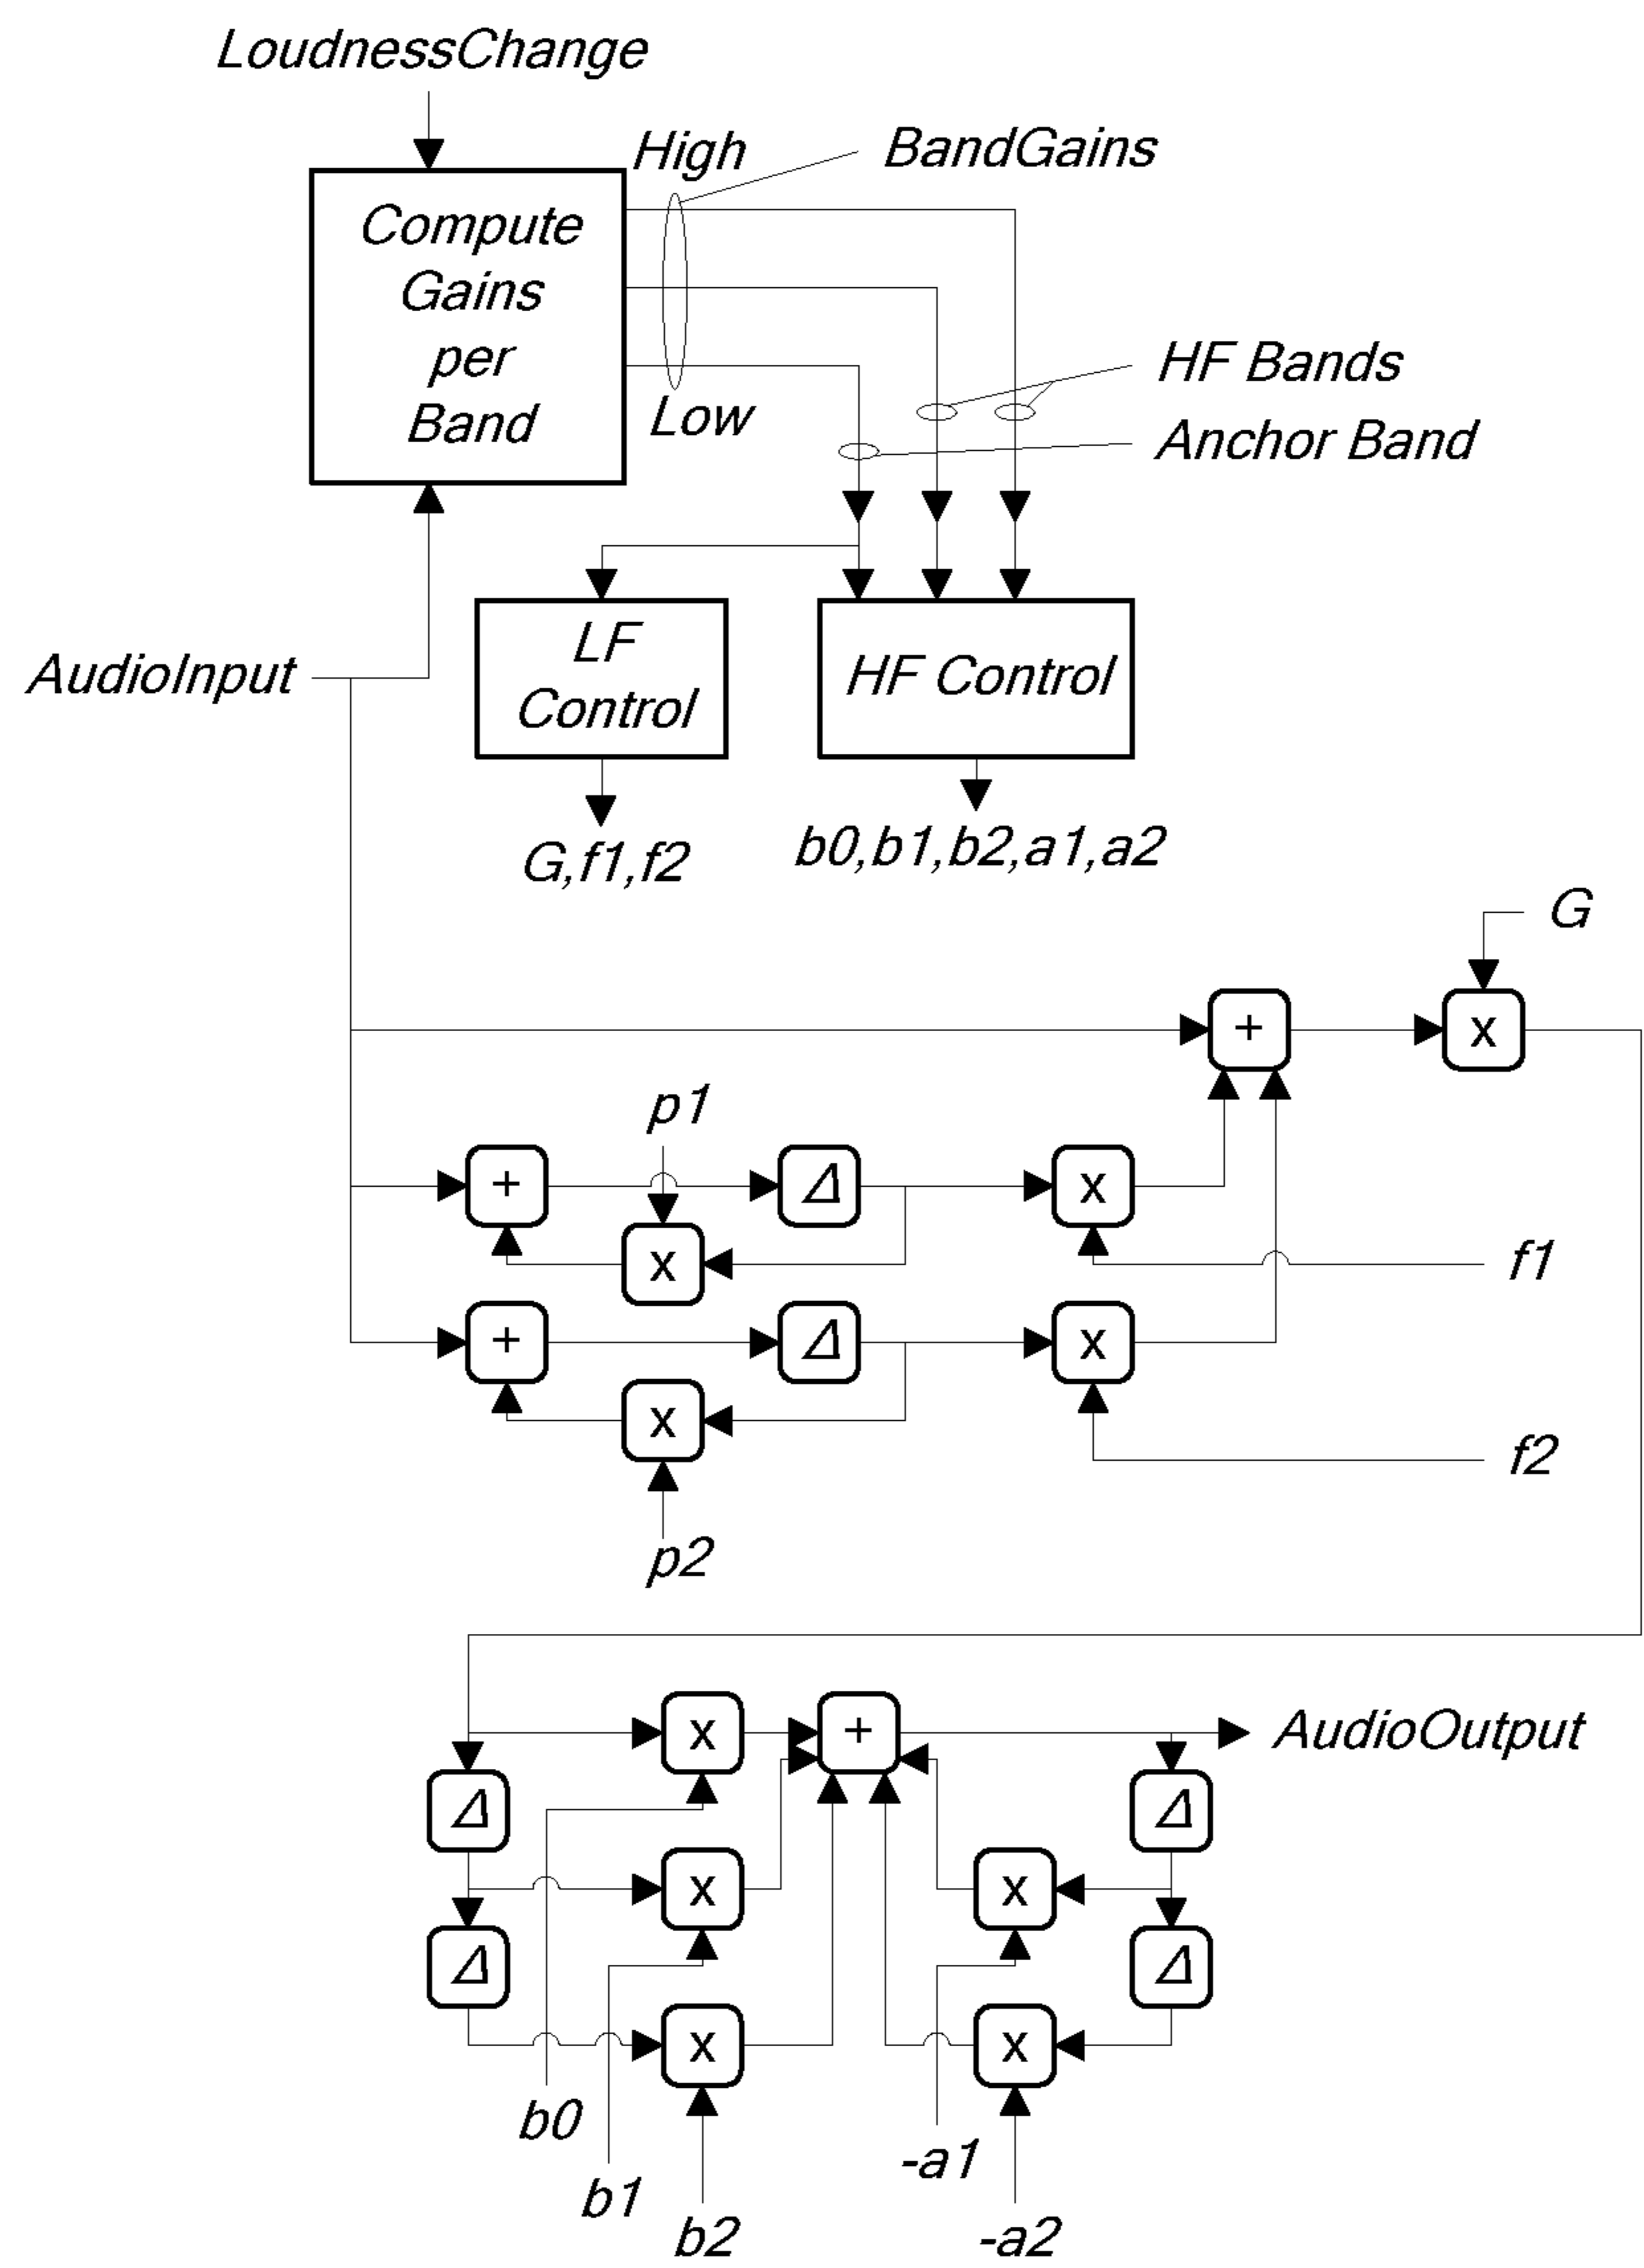 LoudnessChange
High
BandGains
Compute
Gains
per
Band
Low
HF Bands
Anchor Band
LF
Control
HF Control
AudioInput
G,f1,f2
b0,b1,b2,a1,a2
G
+
x
p1
+
Δ
x
x
f1
+
Δ
x
x
f2
p2
x
+
AudioOutput
Δ
Δ
x
x
Δ
Δ
x
x
b0
-a1
b1
b2
-a2